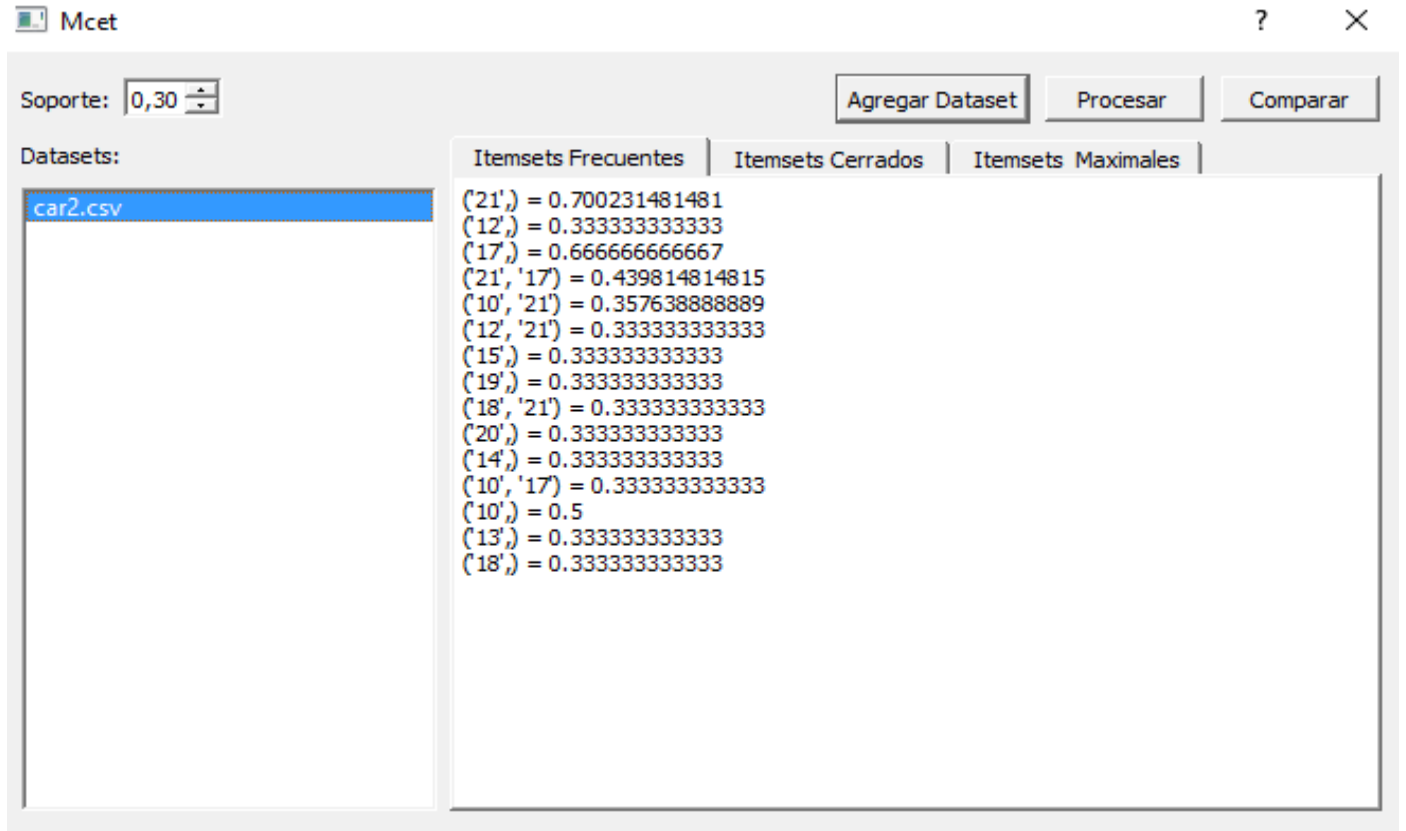 Mcet ?
Soporte: 0,30 Agregar Dataset Procesar Comparar
Datasets:
car2.csv
Itemsets Frecuentes Itemsets Cerrados Itemsets Maximales
('21',) = 0.700231481481
('12',) = 0.333333333333
('17',) = 0.666666666667
('21', '17') = 0.439814814815
('10', '21') = 0.357638888889
('12', '21') = 0.333333333333
('15',) = 0.333333333333
('19',) = 0.333333333333
('18', '21') = 0.333333333333
('20',) = 0.333333333333
('14',) = 0.333333333333
('10', '17') = 0.333333333333
('10',) = 0.5
('13',) = 0.333333333333
('18',) = 0.333333333333